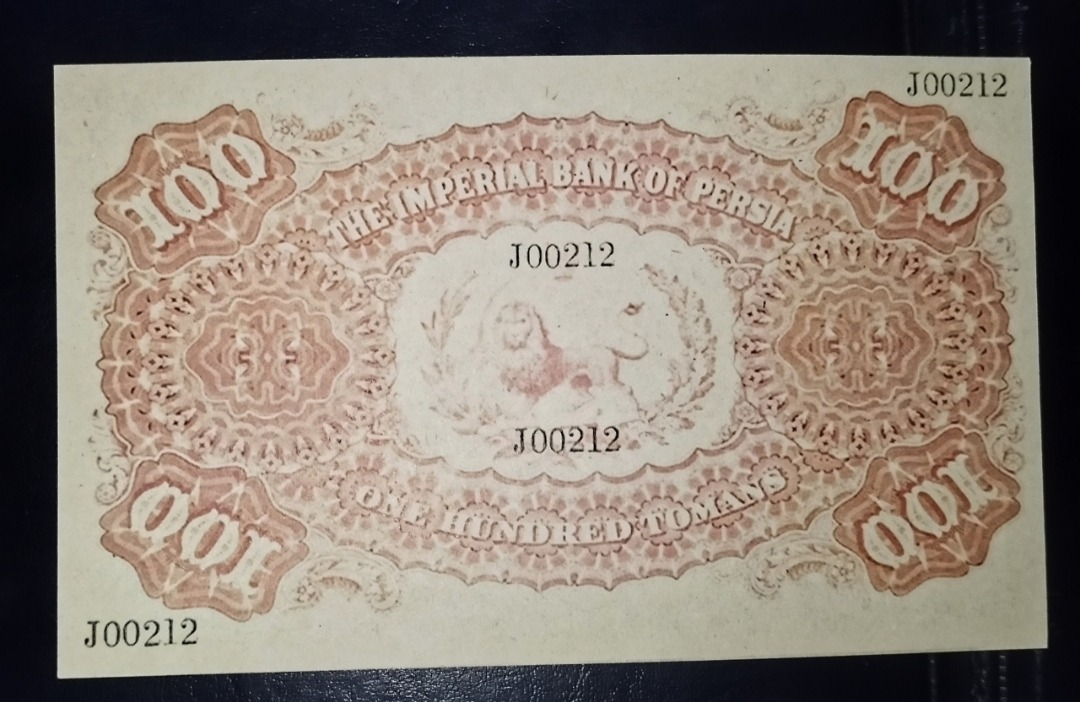 J00212
100
100
THE IMPERIAL BANK OF PERSIA
J00212
J00212
ONE HUNDRED TOMANS
100
100
J00212